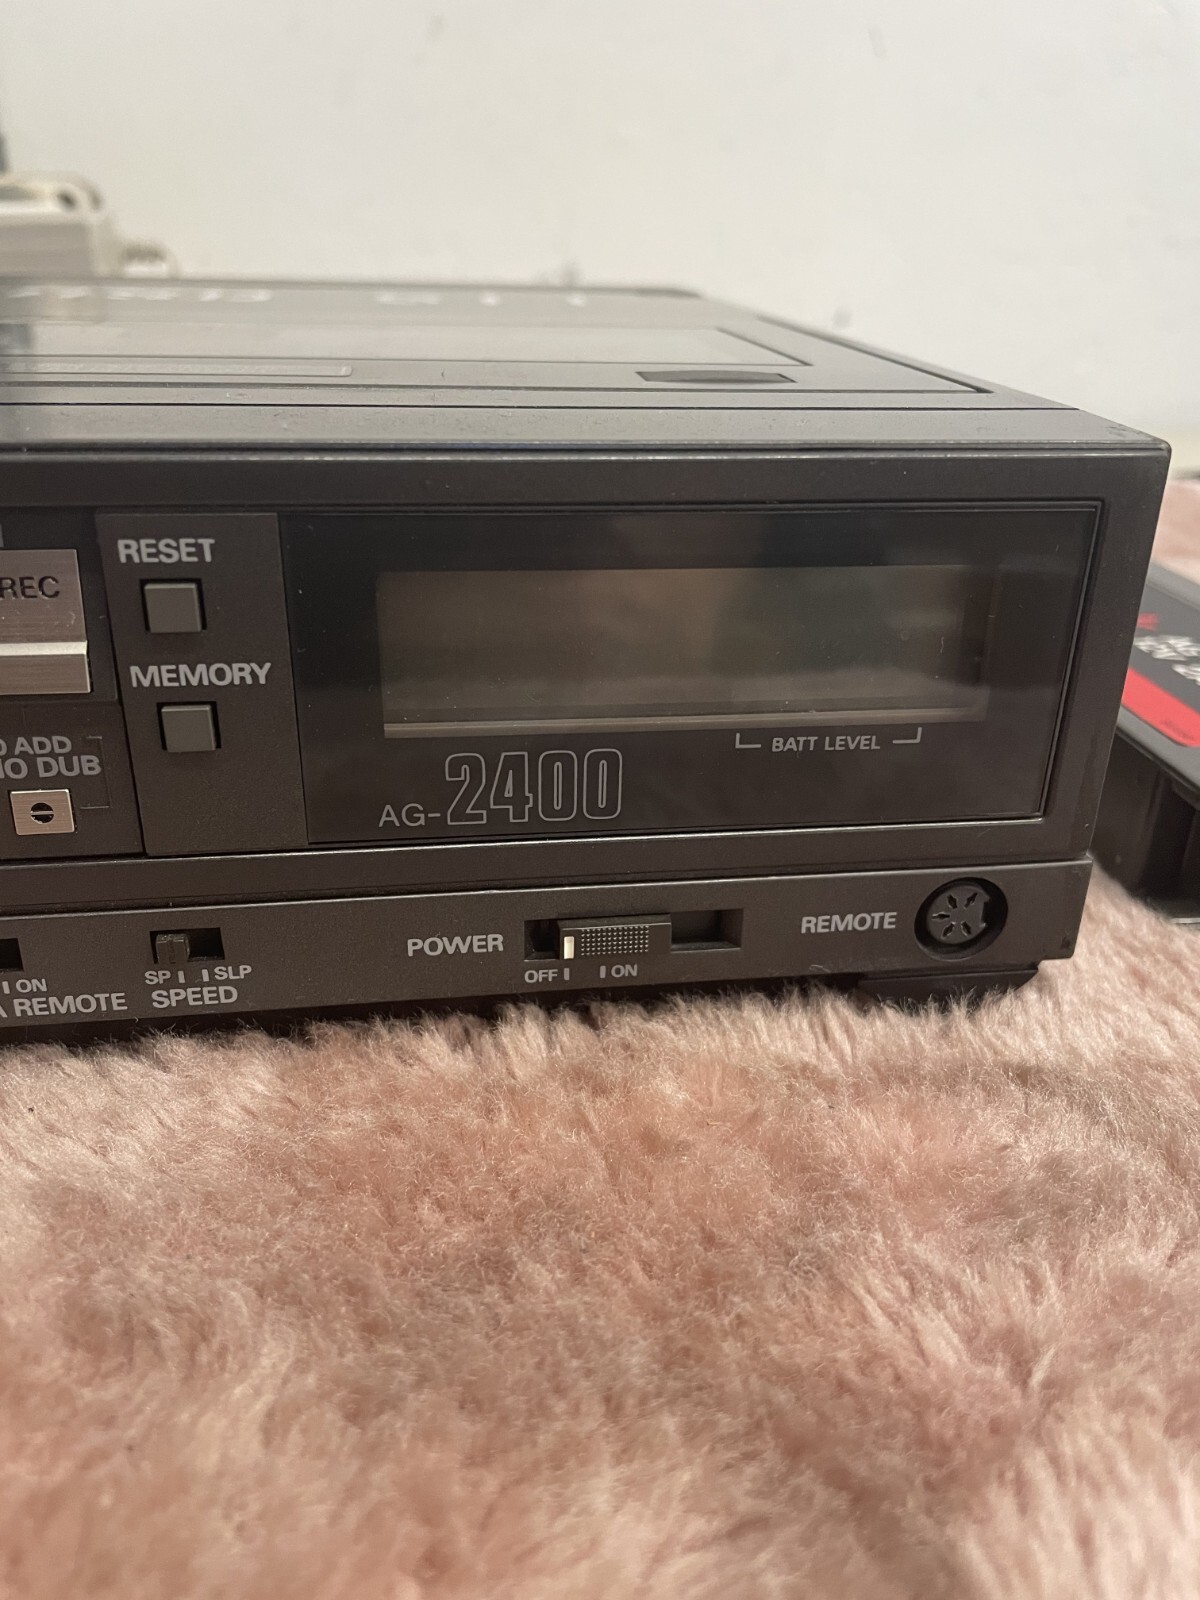 RESET
REC
MEMORY
ADD
DUB
BATT LEVEL
AG-2400
POWER
REMOTE
OFF ON
ON
REMOTE
SP SLP
SPEED